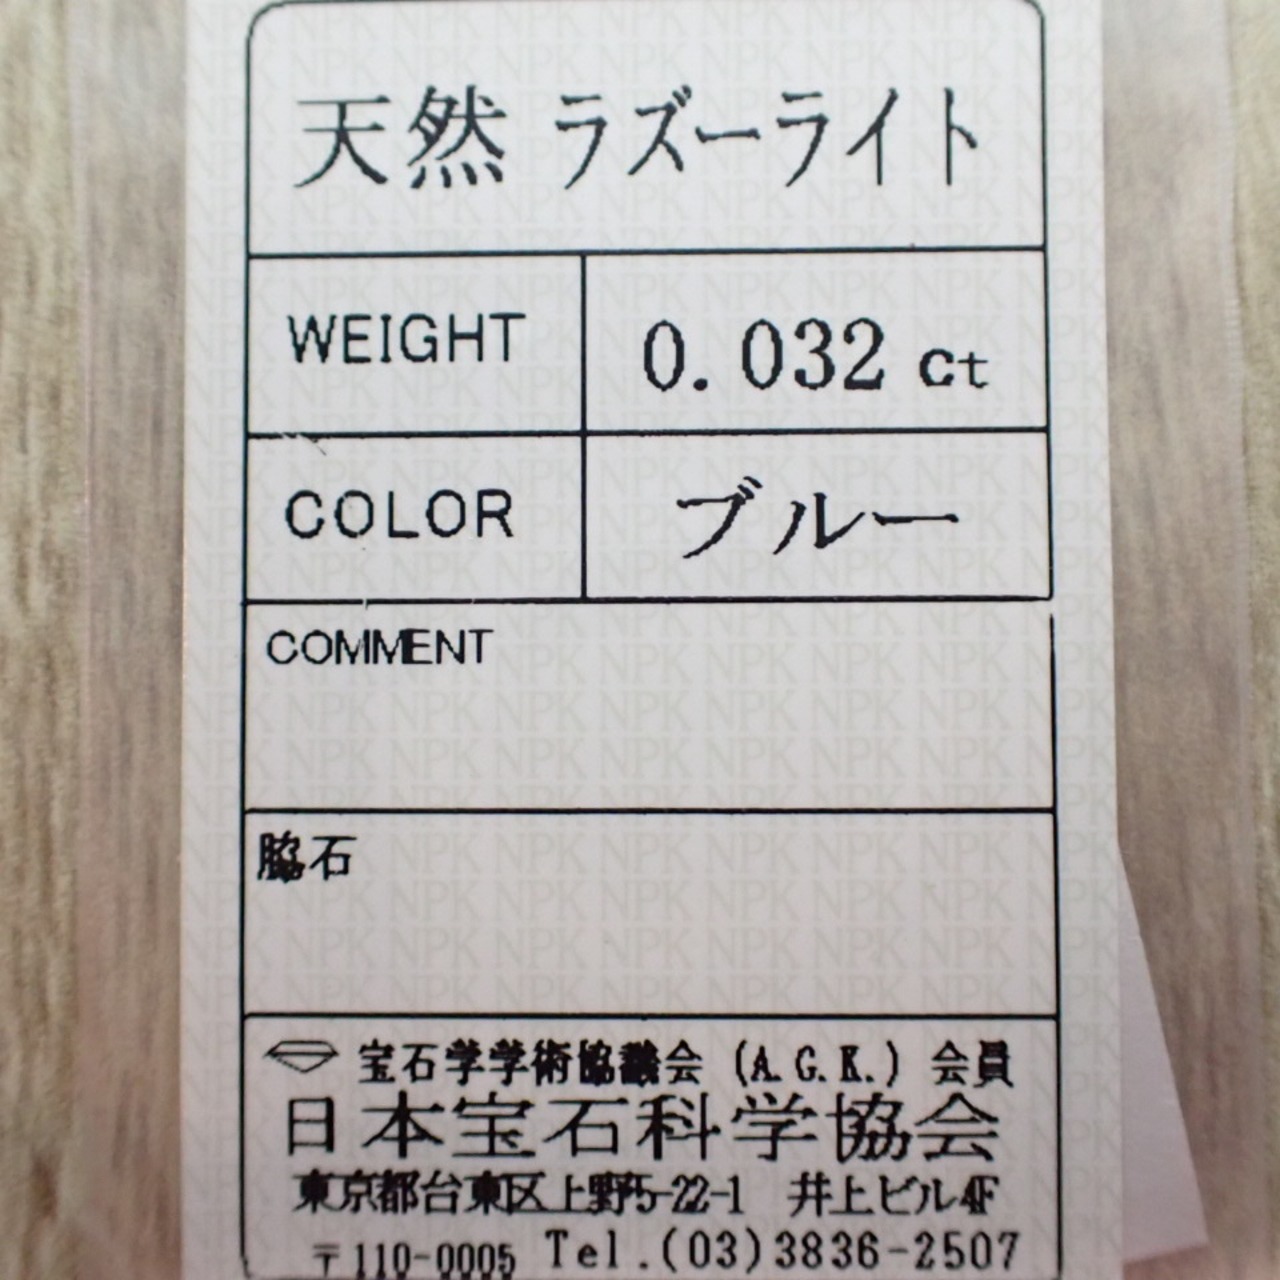 天然 ラズーライト
WEIGHT 0.032 ct
COLOR ブルー
COMMENT
脇石
宝石学学術協議会 (A.G.K.) 会員
日本宝石科学協会
東京都台東区上野5-22-1 井上ビル4F
〒110-0005 Tel.(03)3836-2507